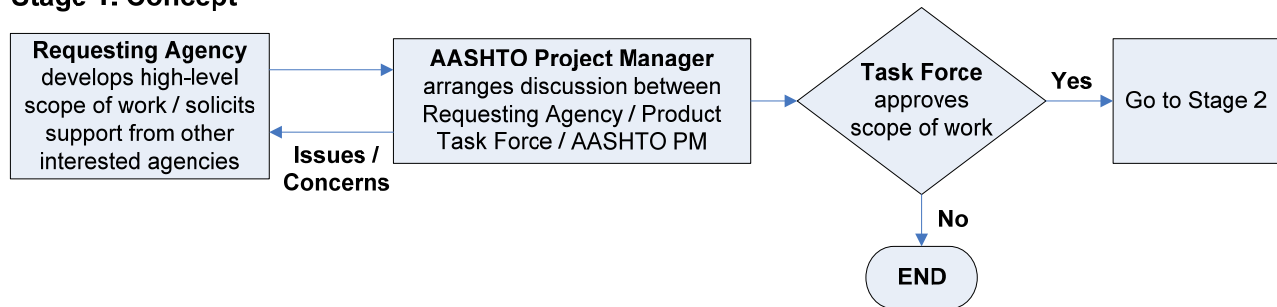 Stage 1: Concept
Requesting Agency
develops high-level
scope of work / solicits
support from other
interested agencies
Issues /
Concerns
AASHTO Project Manager
arranges discussion between
Requesting Agency / Product
Task Force / AASHTO PM
Task Force
approves
scope of work
Yes
Go to Stage 2
No
END